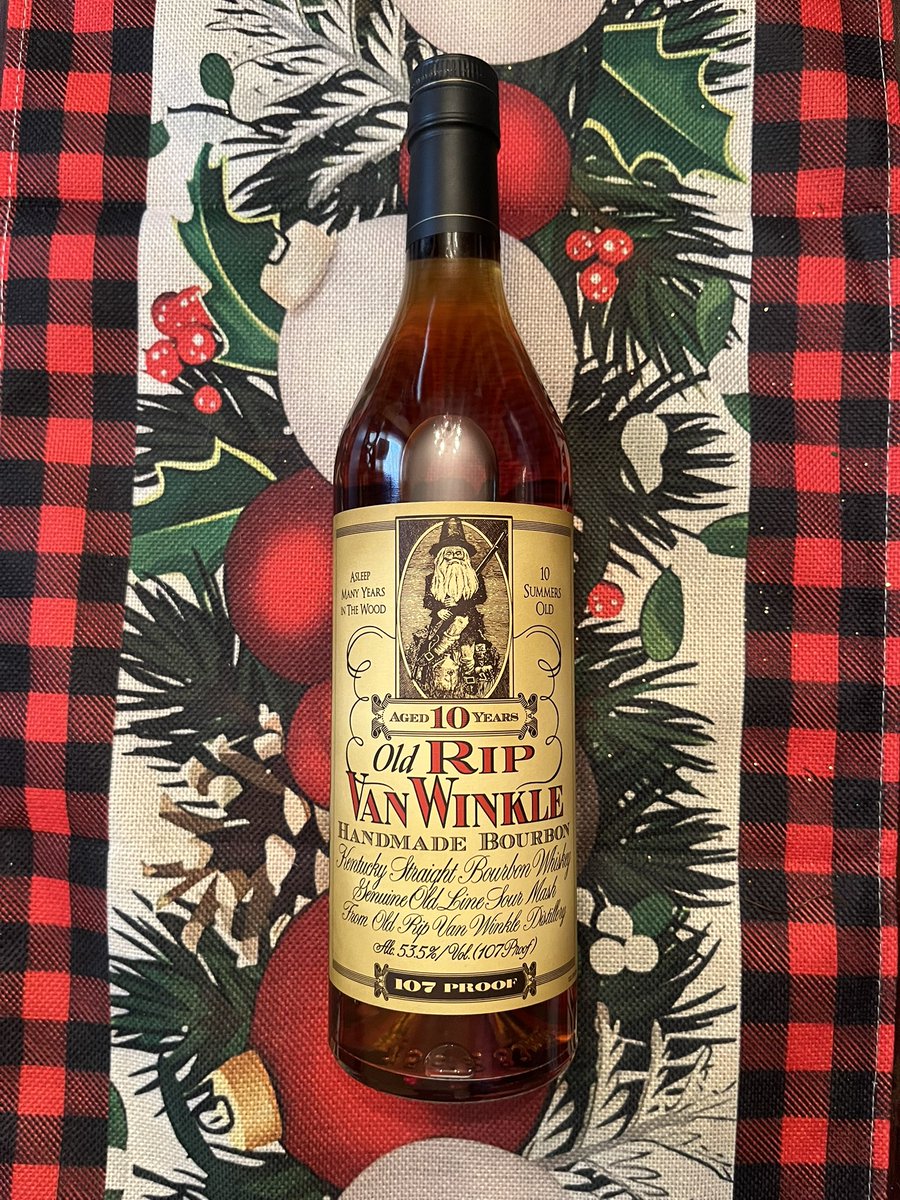 ASLEEP
MANY YEARS
IN THE WOOD
10
SUMMERS
OLD
AGED 10 YEARS
Old RIP
VAN WINKLE
HANDMADE BOURBON
Kentucky Straight Bourbon Whiskey
Genuine Old Line Sour Mash
From Old Rip Van Winkle Distillery
Alc. 53.5% / Vol. (107 Proof)
107 PROOF